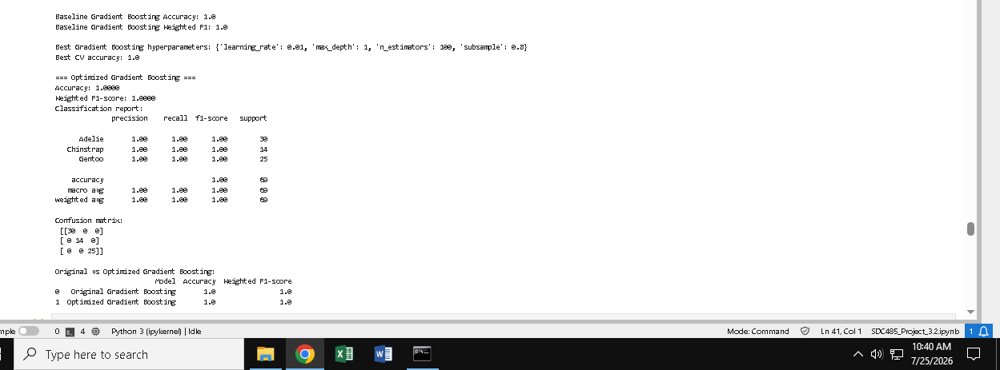 Baseline Gradient Boosting Accuracy: 1.0
Baseline Gradient Boosting Weighted F1: 1.0
Best Gradient Boosting hyperparameters: {'learning_rate': 0.01, 'max_depth': 1, 'n_estimators': 100, 'subsample': 0.8}
Best CV accuracy: 1.0
=== Optimized Gradient Boosting ===
Accuracy: 1.0000
Weighted F1-score: 1.0000
Classification report:
precision recall f1-score support
Adelie 1.00 1.00 1.00 30
Chinstrap 1.00 1.00 1.00 14
Gentoo 1.00 1.00 1.00 25
accuracy 1.00 69
macro avg 1.00 1.00 1.00 69
weighted avg 1.00 1.00 1.00 69
Confusion matrix:
[[30 0 0]
[ 0 14 0]
[ 0 0 25]]
Original vs Optimized Gradient Boosting:
Model Accuracy Weighted F1-score
0 Original Gradient Boosting 1.0 1.0
1 Optimized Gradient Boosting 1.0 1.0
mple 0 4 Python 3 (ipykernel) | Idle Mode: Command Ln 41, Col 1 SDC485_Project_3.2.ipynb 1
Type here to search
10:40 AM
7/25/2026